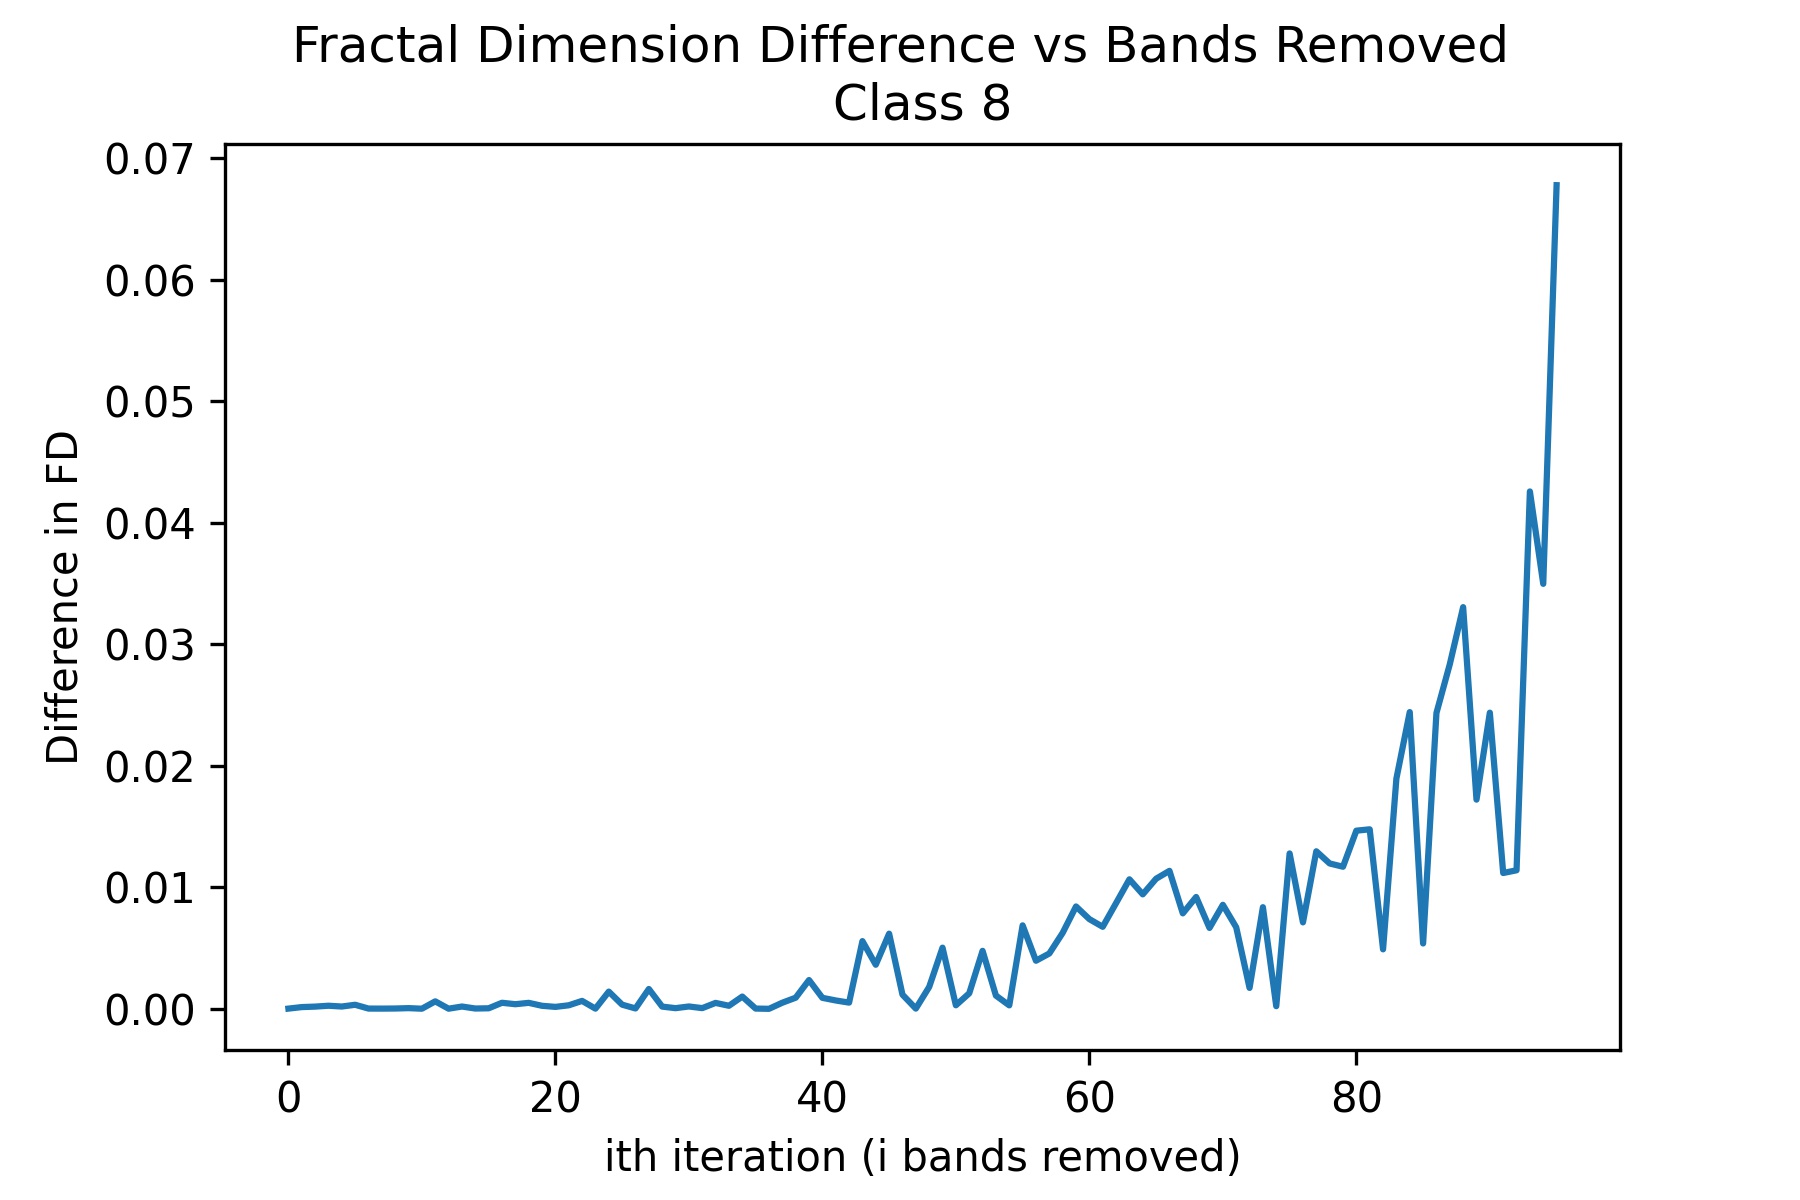 Fractal Dimension Difference vs Bands Removed
Class 8
0.07
0.06
0.05
0.04
0.03
0.02
0.01
0.00
Difference in FD
0 20 40 60 80
ith iteration (i bands removed)